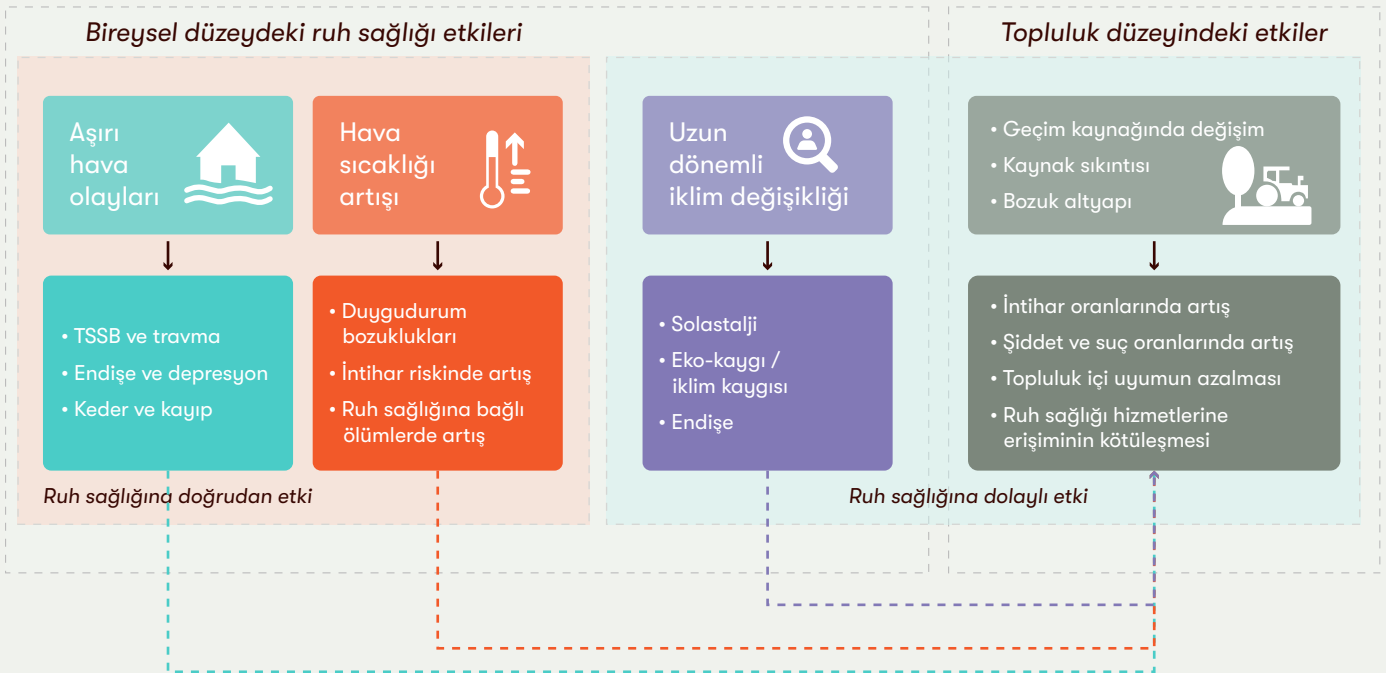 Bireysel düzeydeki ruh sağlığı etkileri
Topluluk düzeyindeki etkiler
Aşırı
hava
olayları
Hava
sıcaklığı
artışı
Uzun
dönemli
iklim değişikliği
• Geçim kaynağında değişim
• Kaynak sıkıntısı
• Bozuk altyapı
• TSSB ve travma
• Endişe ve depresyon
• Keder ve kayıp
• Duygudurum
bozuklukları
• İntihar riskinde artış
• Ruh sağlığına bağlı
ölümlerde artış
• Solastalji
• Eko-kaygı /
iklim kaygısı
• Endişe
• İntihar oranlarında artış
• Şiddet ve suç oranlarında artış
• Topluluk içi uyumun azalması
• Ruh sağlığı hizmetlerine
erişiminin kötüleşmesi
Ruh sağlığına doğrudan etki
Ruh sağlığına dolaylı etki